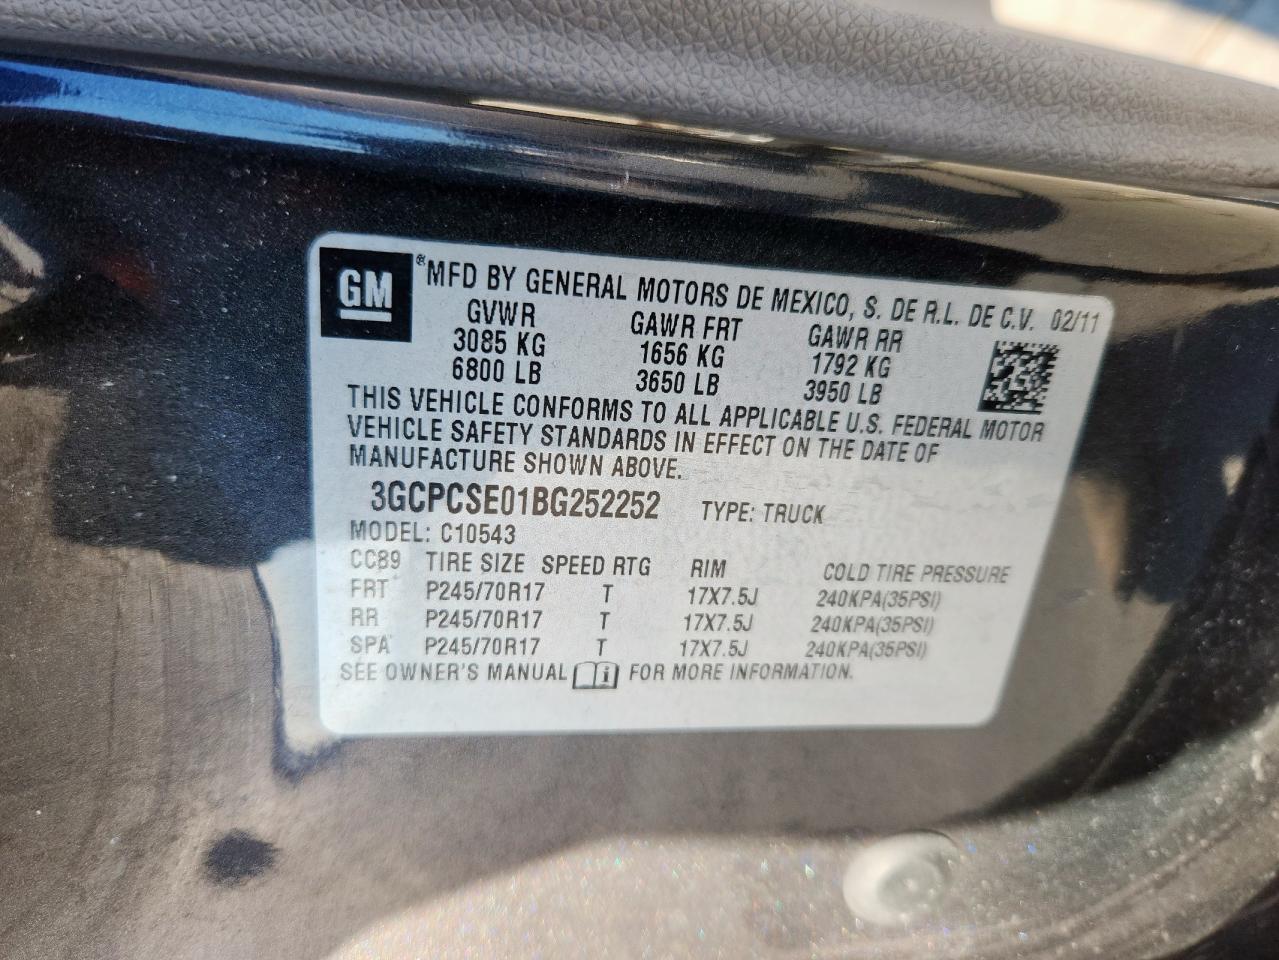 GM
®MFD BY GENERAL MOTORS DE MEXICO, S. DE R.L. DE C.V. 02/11
GVWR GAWR FRT GAWR RR
3085 KG 1656 KG 1792 KG
6800 LB 3650 LB 3950 LB
THIS VEHICLE CONFORMS TO ALL APPLICABLE U.S. FEDERAL MOTOR
VEHICLE SAFETY STANDARDS IN EFFECT ON THE DATE OF
MANUFACTURE SHOWN ABOVE.
3GCPCSE01BG252252 TYPE: TRUCK
MODEL: C10543
CC89 TIRE SIZE SPEED RTG RIM COLD TIRE PRESSURE
FRT P245/70R17 T 17X7.5J 240KPA(35PSI)
RR P245/70R17 T 17X7.5J 240KPA(35PSI)
SPA P245/70R17 T 17X7.5J 240KPA(35PSI)
SEE OWNER'S MANUAL i FOR MORE INFORMATION.